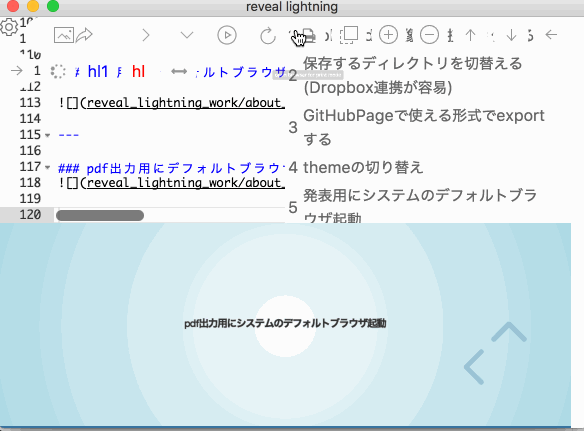 reveal lightning
110
# hl1 hl ルトブラウザ
2 保存するディレクトリを切替える
(Dropbox連携が容易)
112
113 ![](reveal_lightning_work/about_
3 GitHubPageで使える形式でexport
する
114
115 ---
116
4 themeの切り替え
117 ### pdf出力用にデフォルトブラウ
118 ![](reveal_lightning_work/about_
5 発表用にシステムのデフォルトブラ
ウザ起動
119
120
pdf出力用にシステムのデフォルトブラウザ起動